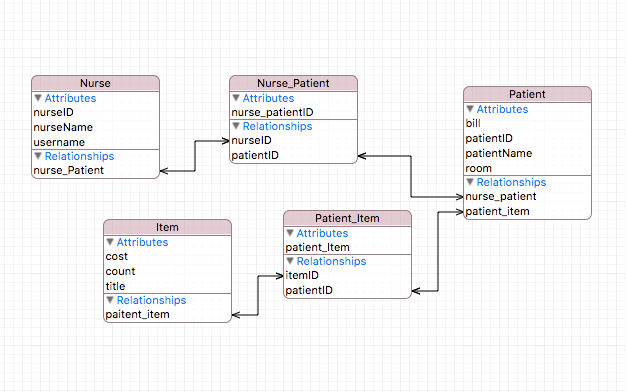 Nurse
Attributes
nurseID
nurseName
username
Relationships
nurse_Patient
Nurse_Patient
Attributes
nurse_patientID
Relationships
nurseID
patientID
Patient
Attributes
bill
patientID
patientName
room
Relationships
nurse_patient
patient_item
Item
Attributes
cost
count
title
Relationships
paitent_item
Patient_Item
Attributes
patient_Item
Relationships
itemID
patientID